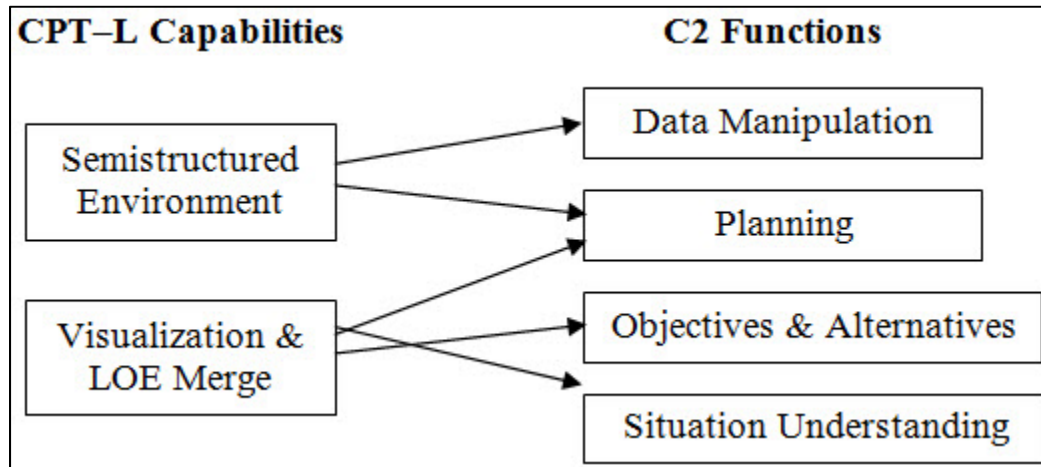 CPT–L Capabilities
C2 Functions
Semistructured
Environment
Visualization &
LOE Merge
Data Manipulation
Planning
Objectives & Alternatives
Situation Understanding